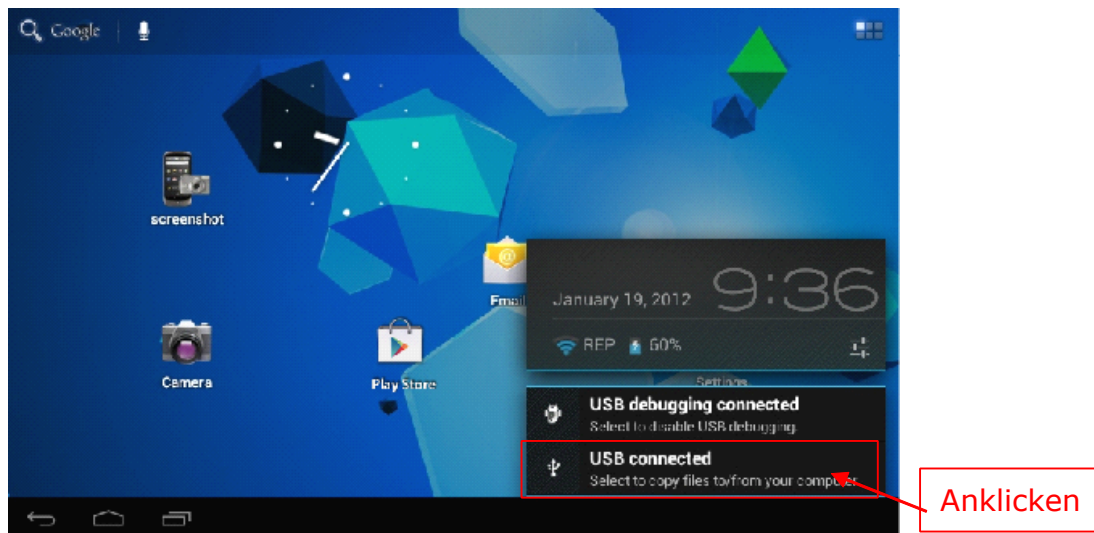 Google
screenshot
Email
January 19, 2012
9:36
REP 60%
Camera
Play Store
Settings
USB debugging connected
Select to disable USB debugging.
USB connected
Select to copy files to/from your computer.
Anklicken